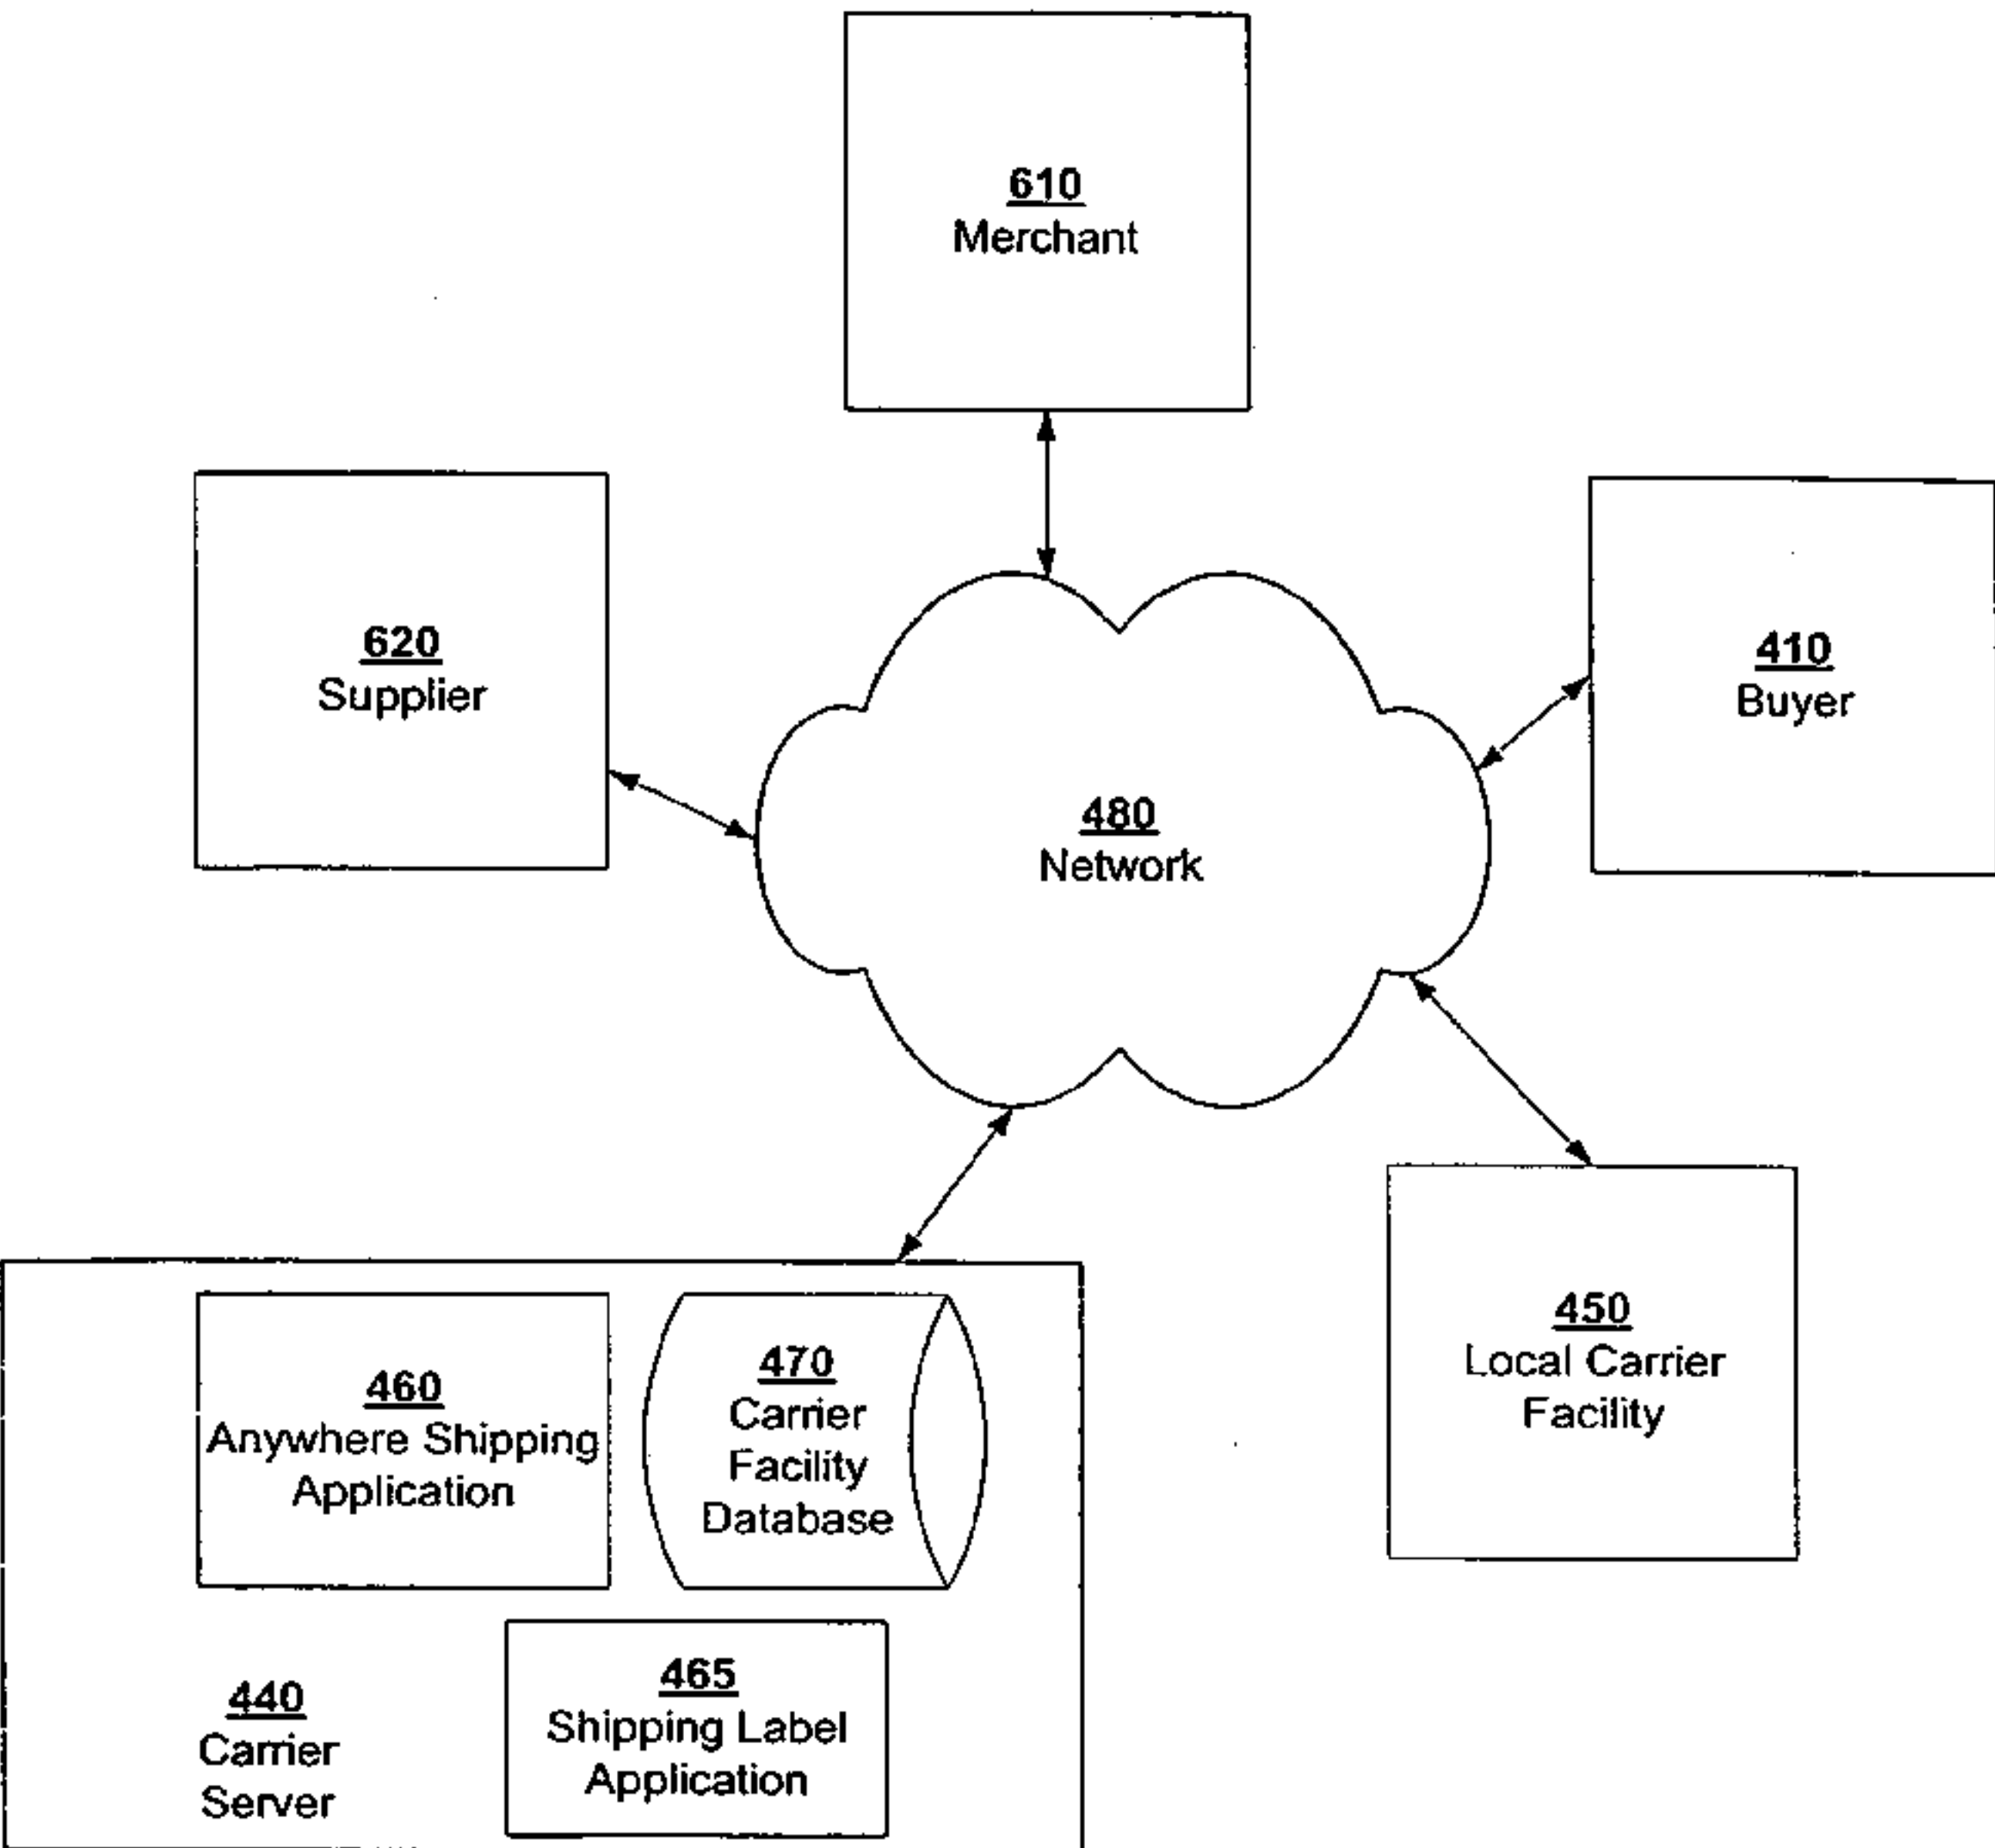 610
Merchant
620
Supplier
410
Buyer
480
Network
450
Local Carrier
Facility
460
Anywhere Shipping
Application
470
Carrier
Facility
Database
465
Shipping Label
Application
440
Carrier
Server